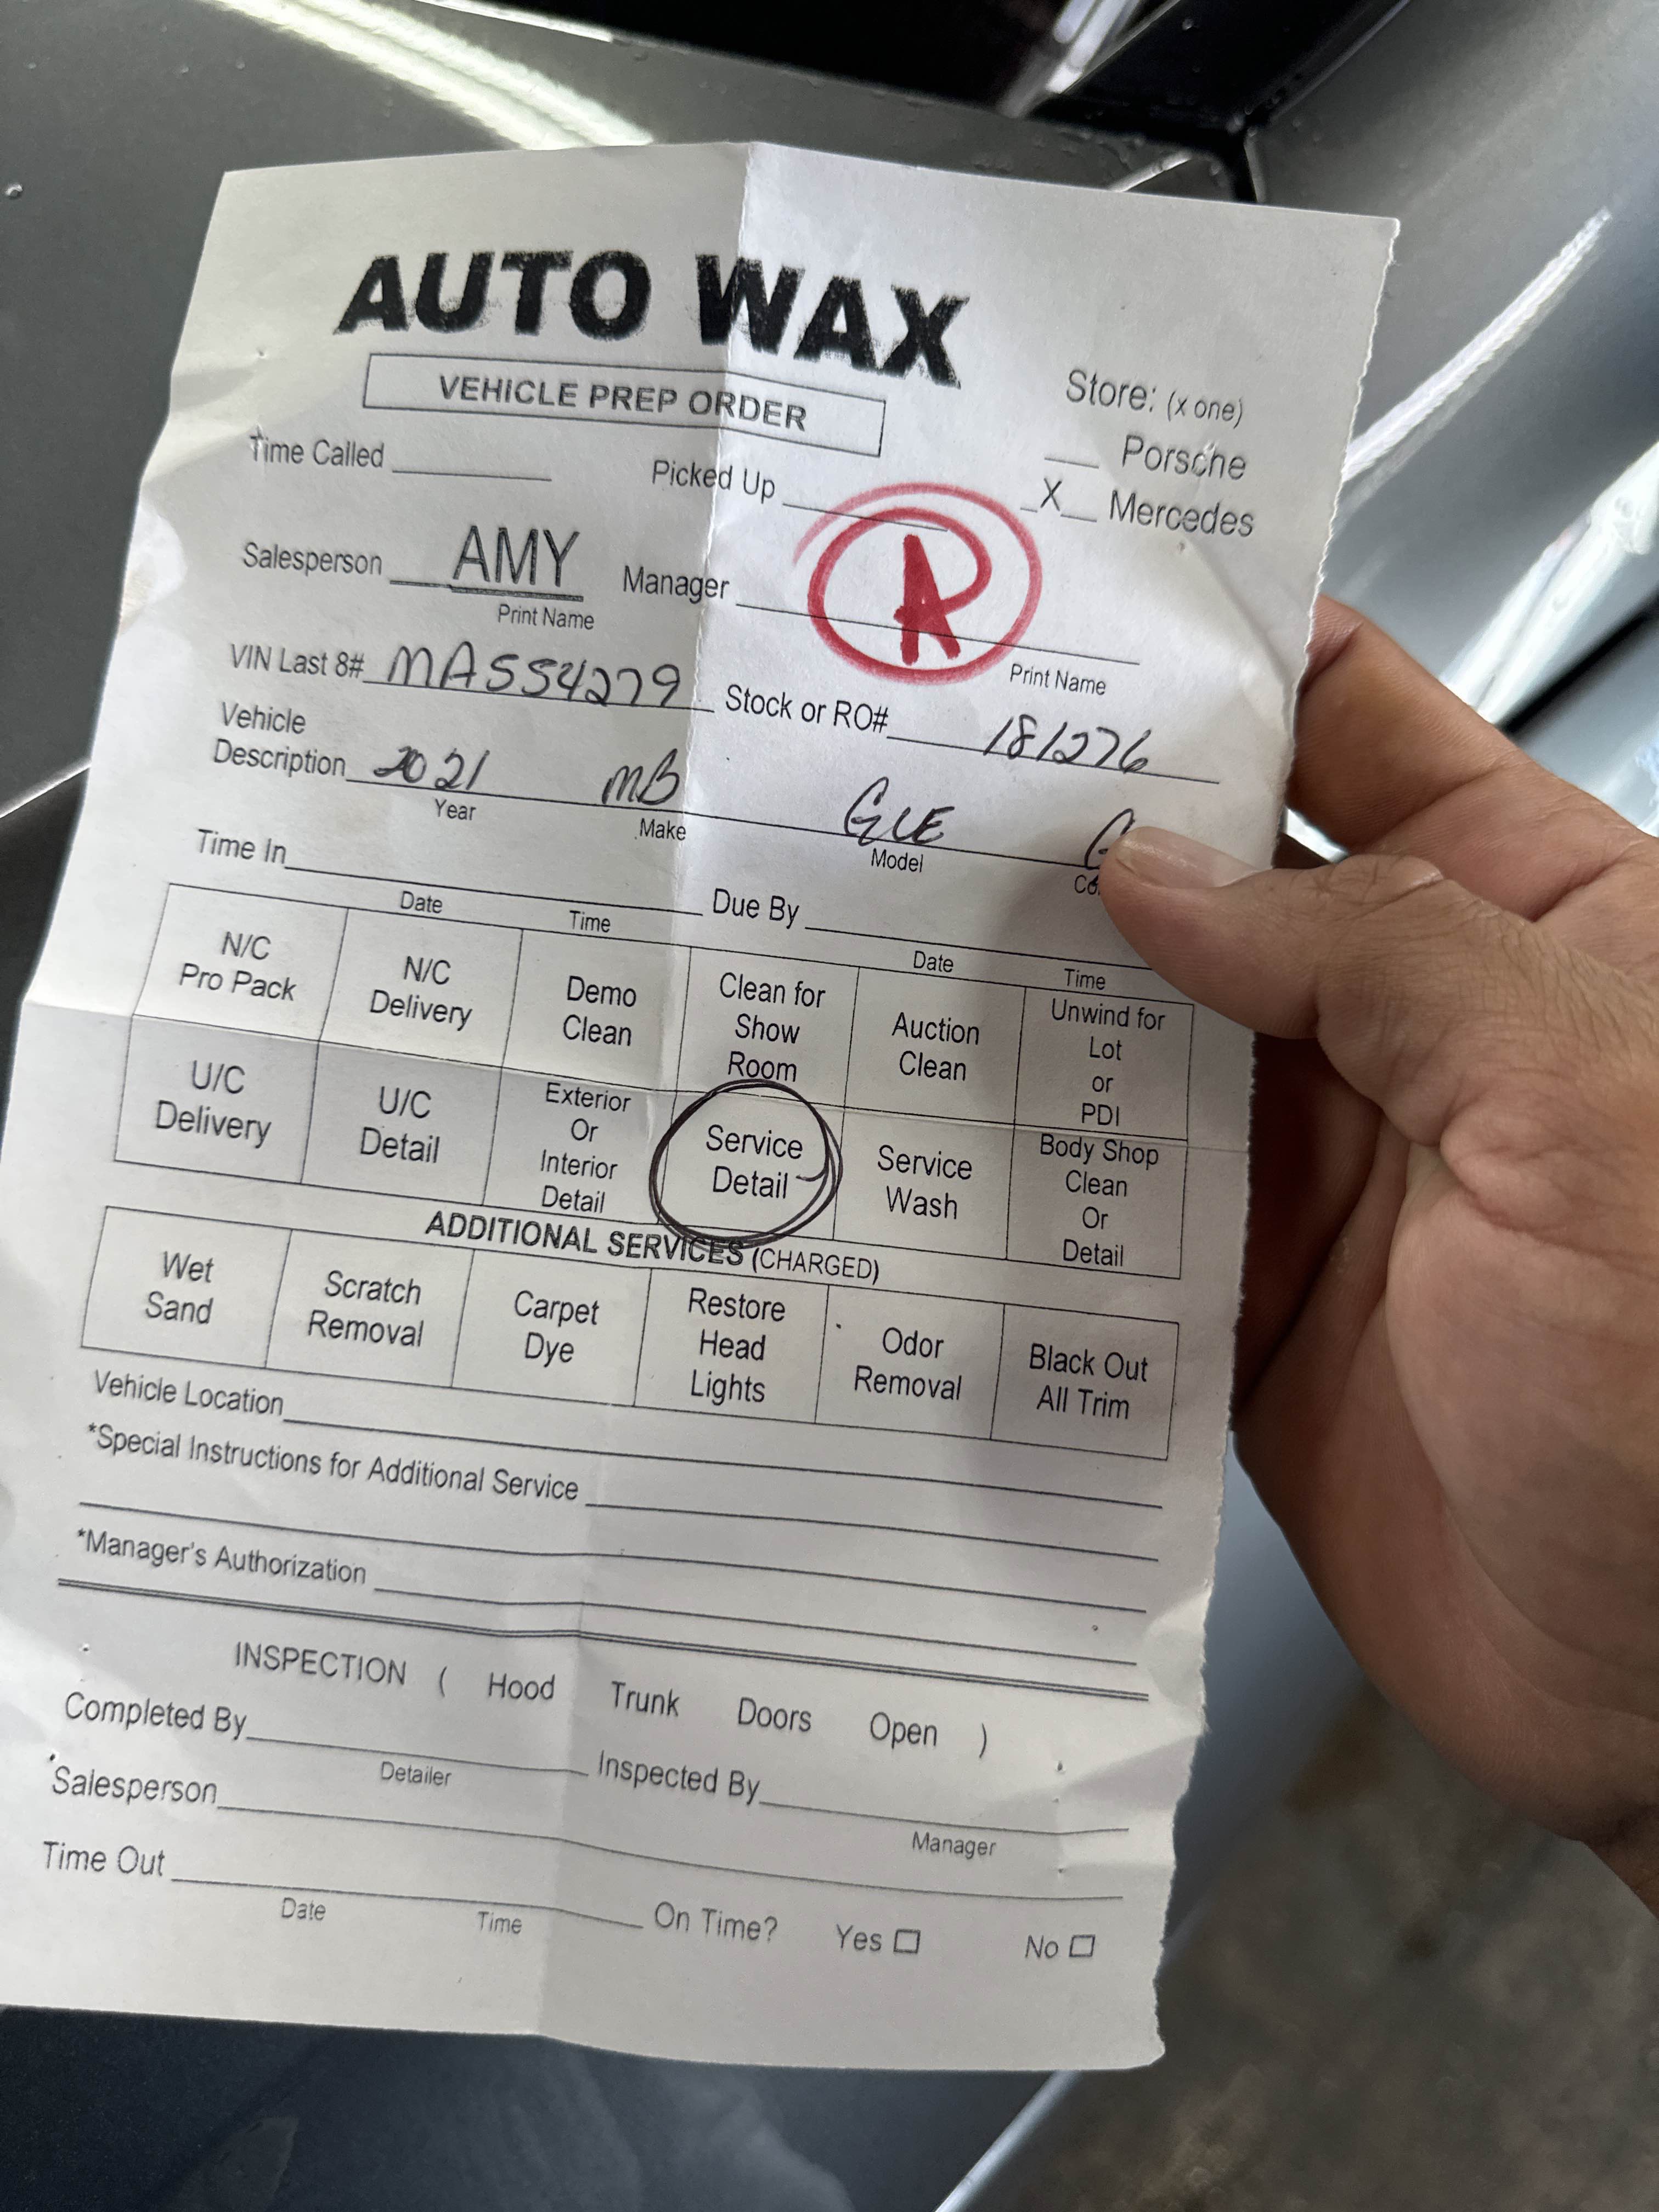 AUTO WAX
VEHICLE PREP ORDER
Store: (x one)
___ Porsche
_X__ Mercedes
Time Called Picked Up
Salesperson AMY Manager
Print Name Print Name
VIN Last 8# MA554279 Stock or RO# 181276
Vehicle
Description 2021 MB GLE
Year Make Model
Time In Due By
Date Time Date Time
N/C Pro Pack
N/C Delivery
Demo Clean
Clean for Show Room
Auction Clean
Unwind for Lot or PDI
U/C Delivery
U/C Detail
Exterior Or Interior Detail
Service Detail
Service Wash
Body Shop Clean Or Detail
ADDITIONAL SERVICES (CHARGED)
Wet Sand
Scratch Removal
Carpet Dye
Restore Head Lights
Odor Removal
Black Out All Trim
Vehicle Location
*Special Instructions for Additional Service
*Manager's Authorization
INSPECTION ( Hood Trunk Doors Open )
Completed By Inspected By
Detailer Manager
Salesperson
Time Out On Time? Yes □ No □
Date Time